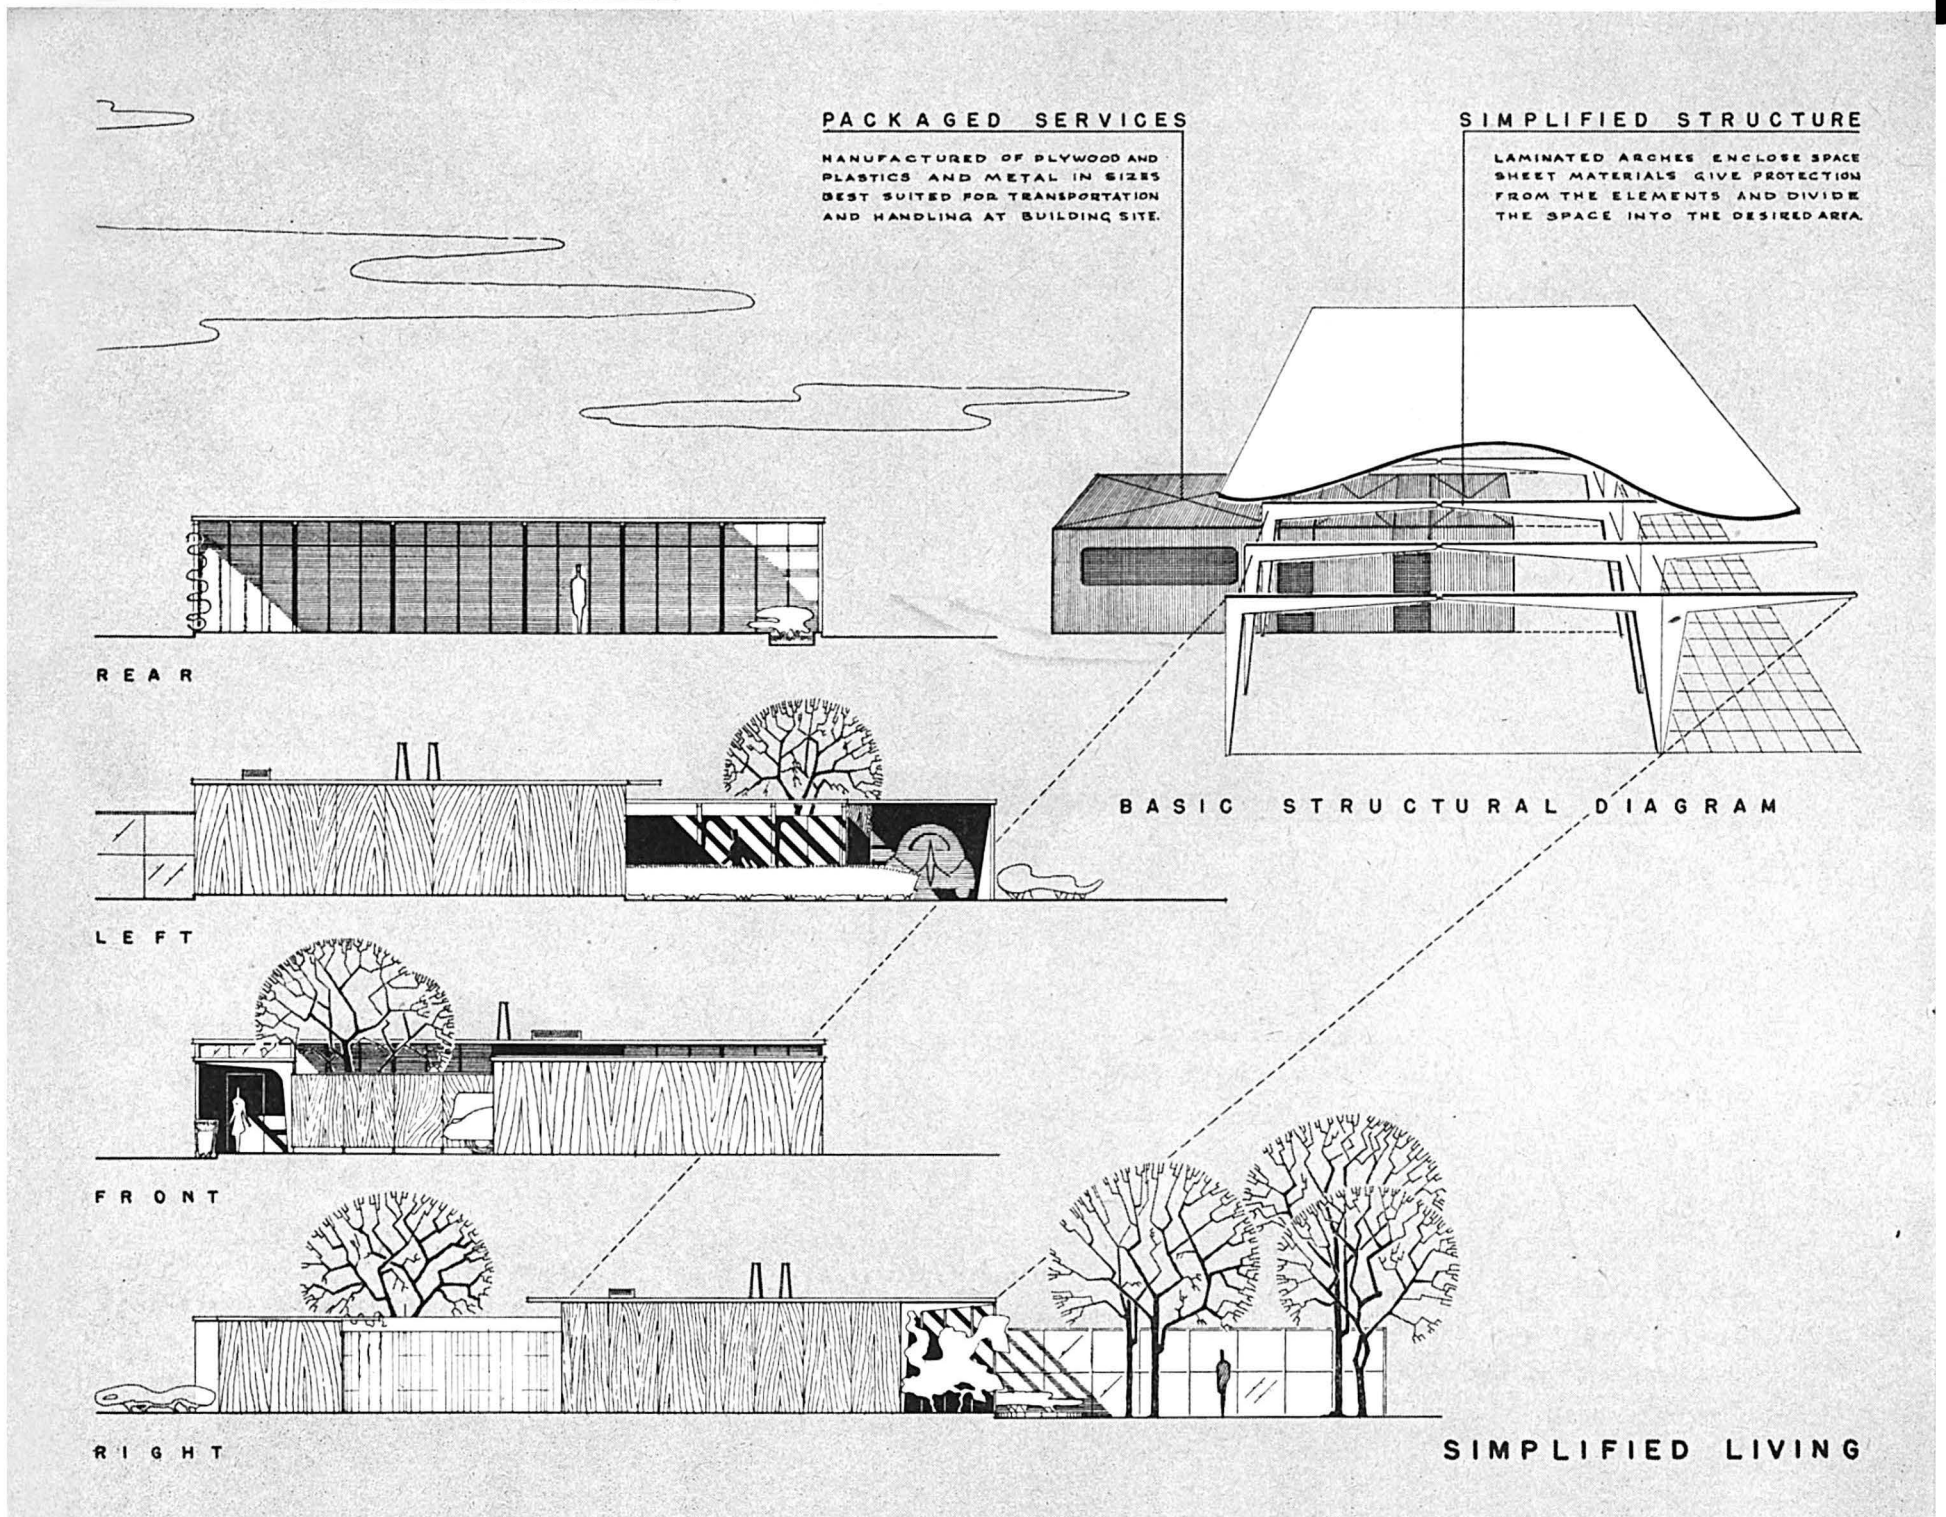 PACKAGED SERVICES
MANUFACTURED OF PLYWOOD AND
PLASTICS AND METAL IN SIZES
BEST SUITED FOR TRANSPORTATION
AND HANDLING AT BUILDING SITE.
SIMPLIFIED STRUCTURE
LAMINATED ARCHES ENCLOSE SPACE
SHEET MATERIALS GIVE PROTECTION
FROM THE ELEMENTS AND DIVIDE
THE SPACE INTO THE DESIRED AREA.
REAR
BASIC STRUCTURAL DIAGRAM
LEFT
FRONT
RIGHT
SIMPLIFIED LIVING